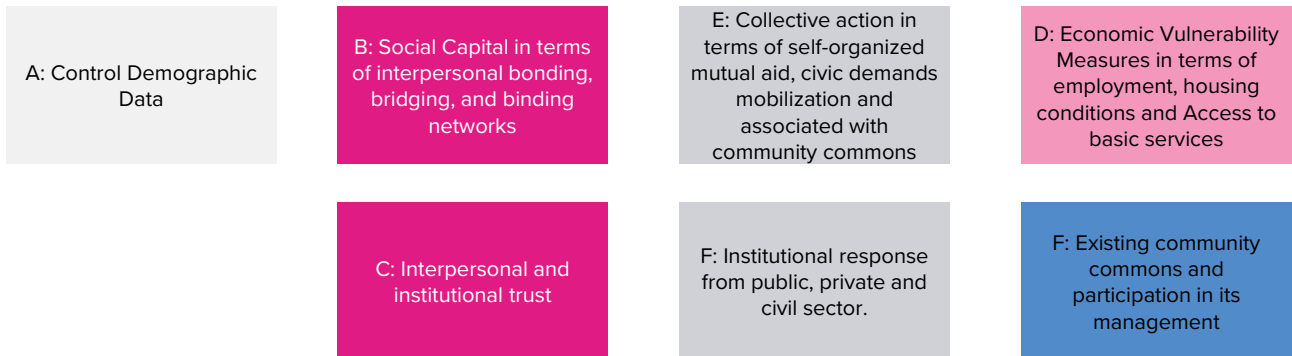 A: Control Demographic
Data
B: Social Capital in terms
of interpersonal bonding,
bridging, and binding
networks
E: Collective action in
terms of self-organized
mutual aid, civic demands
mobilization and
associated with
community commons
D: Economic Vulnerability
Measures in terms of
employment, housing
conditions and Access to
basic services
C: Interpersonal and
institutional trust
F: Institutional response
from public, private and
civil sector.
F: Existing community
commons and
participation in its
management